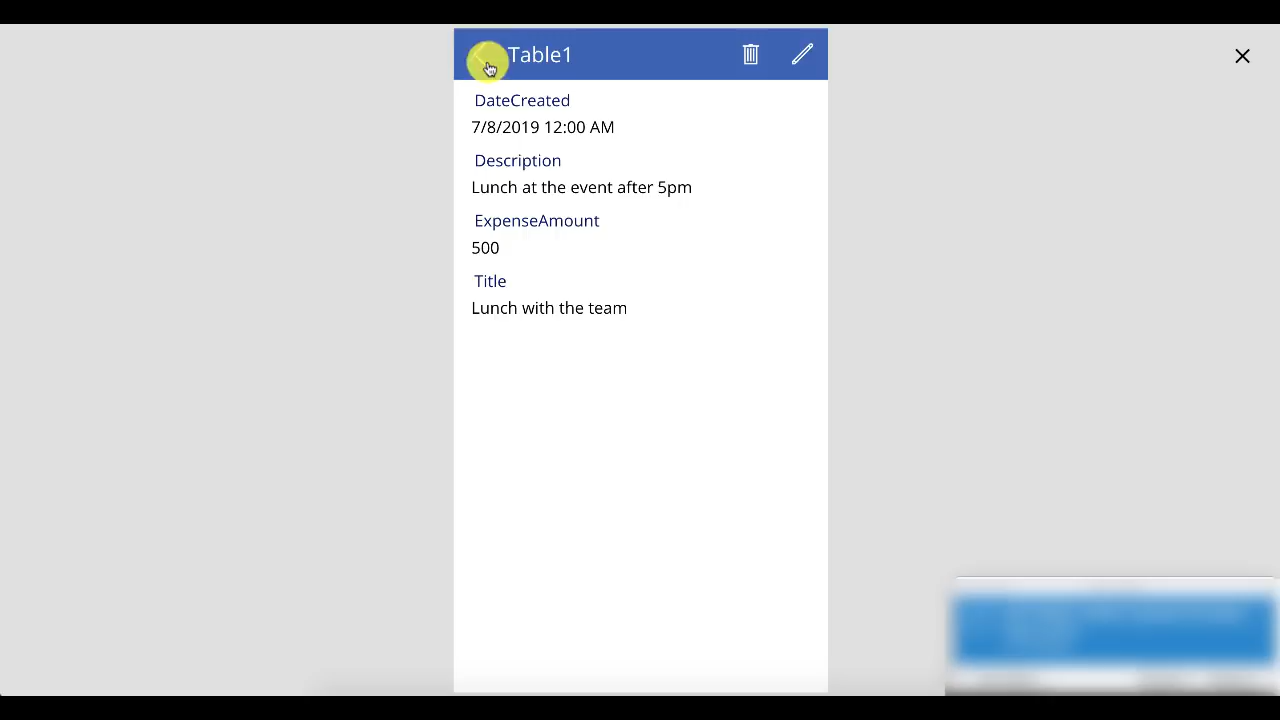 Table1
DateCreated
7/8/2019 12:00 AM
Description
Lunch at the event after 5pm
ExpenseAmount
500
Title
Lunch with the team